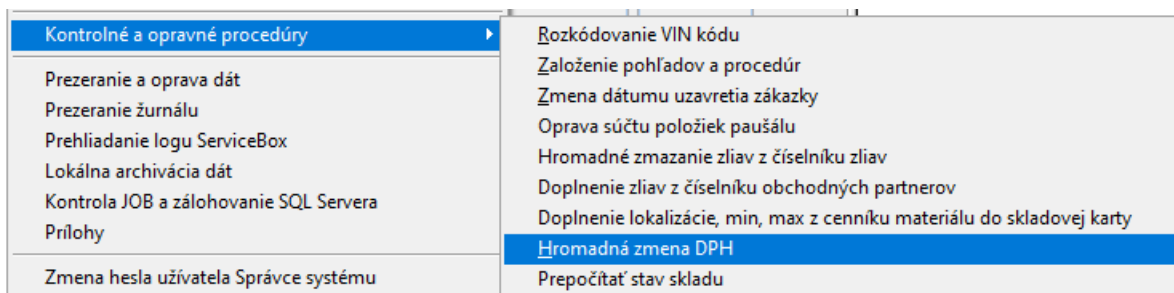 Kontrolné a opravné procedúry
Prezeranie a oprava dát
Prezeranie žurnálu
Prehliadanie logu ServiceBox
Lokálna archivácia dát
Kontrola JOB a zálohovanie SQL Servera
Prílohy
Zmena hesla užívatela Správce systému
Rozkódovanie VIN kódu
Založenie pohľadov a procedúr
Zmena dátumu uzavretia zákazky
Oprava súčtu položiek paušálu
Hromadné zmazanie zliav z číselníku zliav
Doplnenie zliav z číselníku obchodných partnerov
Doplnenie lokalizácie, min, max z cenníku materiálu do skladovej karty
Hromadná zmena DPH
Prepočítať stav skladu